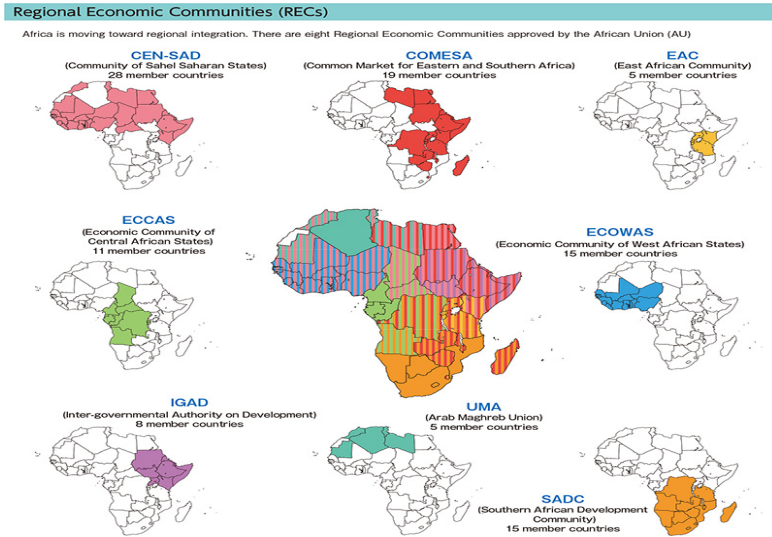 Regional Economic Communities (RECs)
Africa is moving toward regional integration. There are eight Regional Economic Communities approved by the African Union (AU)
CEN-SAD
(Community of Sahel Saharan States)
28 member countries
COMESA
(Common Market for Eastern and Southern Africa)
19 member countries
EAC
(East African Community)
5 member countries
ECCAS
(Economic Community of
Central African States)
11 member countries
ECOWAS
(Economic Community of West African States)
15 member countries
IGAD
(Inter-governmental Authority on Development)
8 member countries
UMA
(Arab Maghreb Union)
5 member countries
SADC
(Southern African Development
Community)
15 member countries